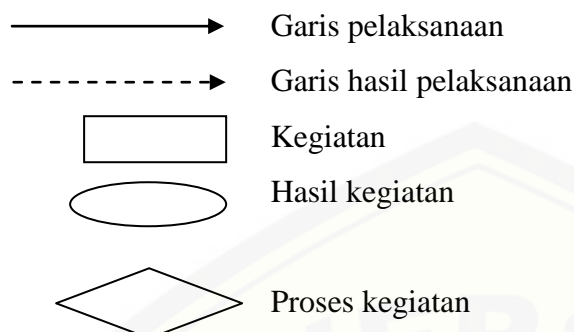 Garis pelaksanaan
Garis hasil pelaksanaan
Kegiatan
Hasil kegiatan
Proses kegiatan